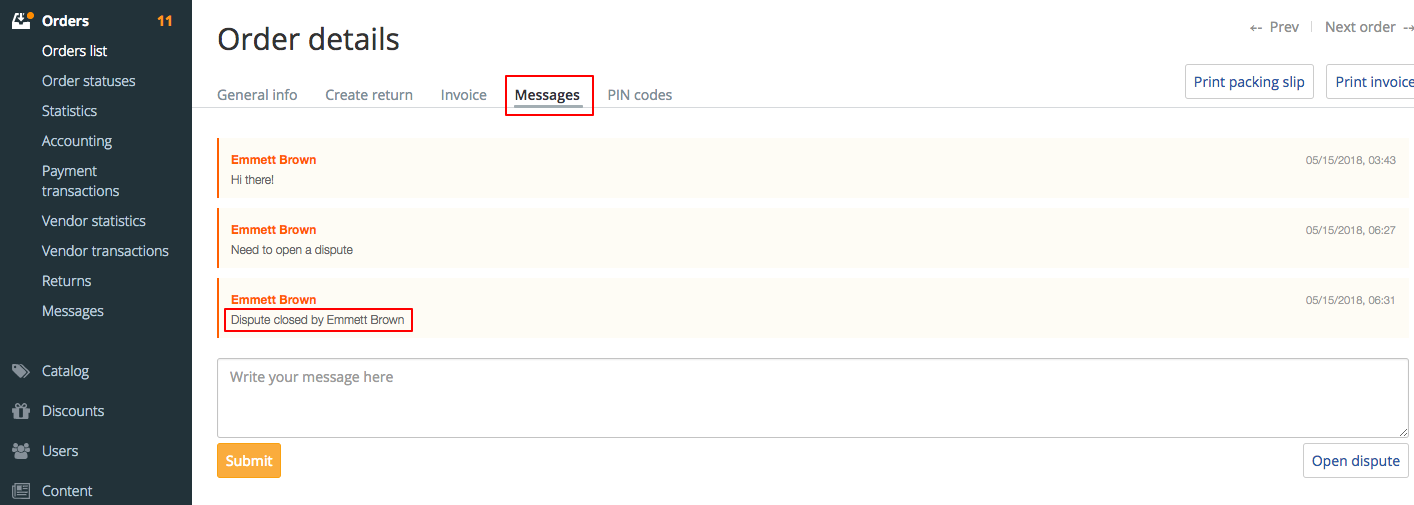 Orders 11
Orders list
Order statuses
Statistics
Accounting
Payment
transactions
Vendor statistics
Vendor transactions
Returns
Messages
Catalog
Discounts
Users
Content
Order details
Prev
Next order
General info
Create return
Invoice
Messages
PIN codes
Print packing slip
Print invoice
Emmett Brown 05/15/2018, 03:43
Hi there!
Emmett Brown 05/15/2018, 06:27
Need to open a dispute
Emmett Brown 05/15/2018, 06:31
Dispute closed by Emmett Brown
Write your message here
Submit
Open dispute